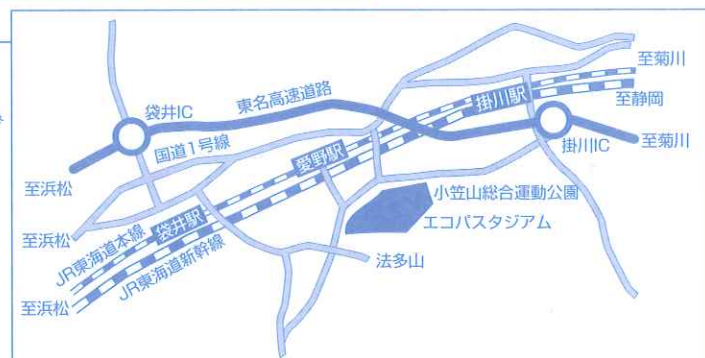 至菊川
掛川駅
至静岡
東名高速道路
袋井IC
国道1号線
愛野駅
掛川IC
至菊川
至浜松
小笠山総合運動公園
エコパスタジアム
袋井駅
至浜松
JR東海道本線
JR東海道新幹線
法多山
至浜松